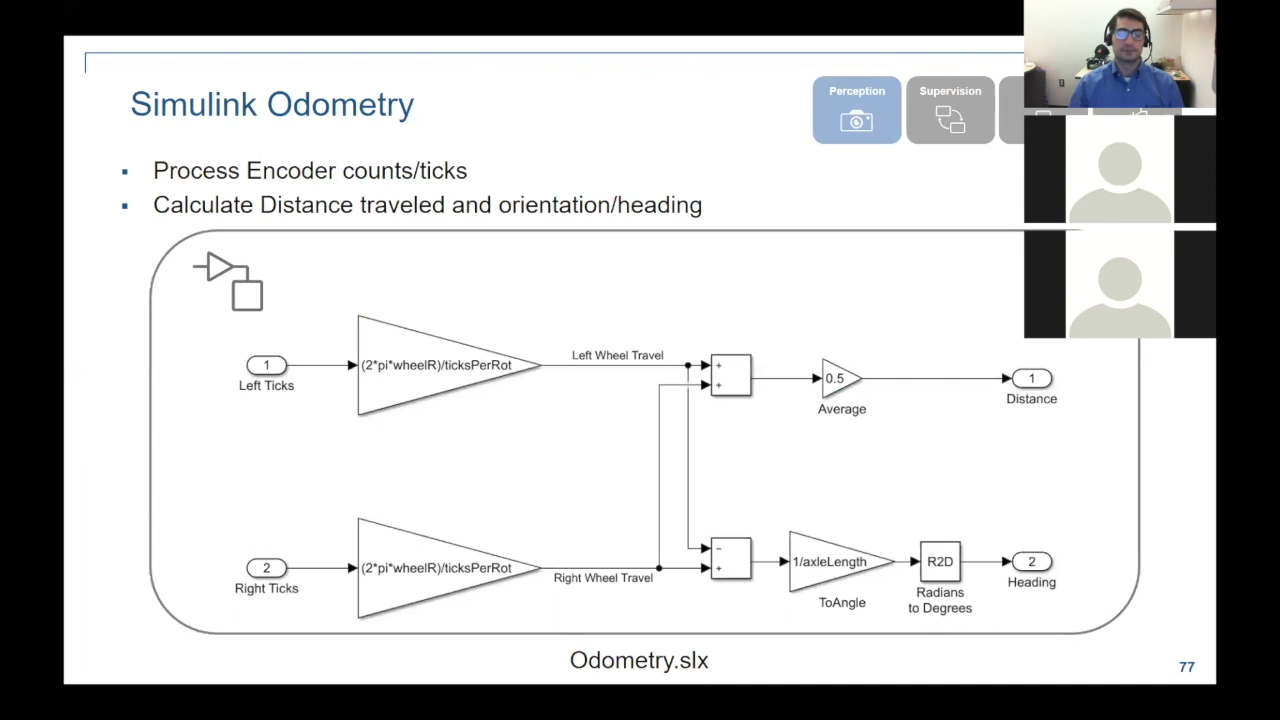 Simulink Odometry
Perception
Supervision
Process Encoder counts/ticks
Calculate Distance traveled and orientation/heading
1
Left Ticks
(2*pi*wheelR)/ticksPerRot
Left Wheel Travel
+
+
0.5
Average
1
Distance
2
Right Ticks
(2*pi*wheelR)/ticksPerRot
Right Wheel Travel
−
+
1/axleLength
ToAngle
R2D
Radians
to Degrees
2
Heading
Odometry.slx
77